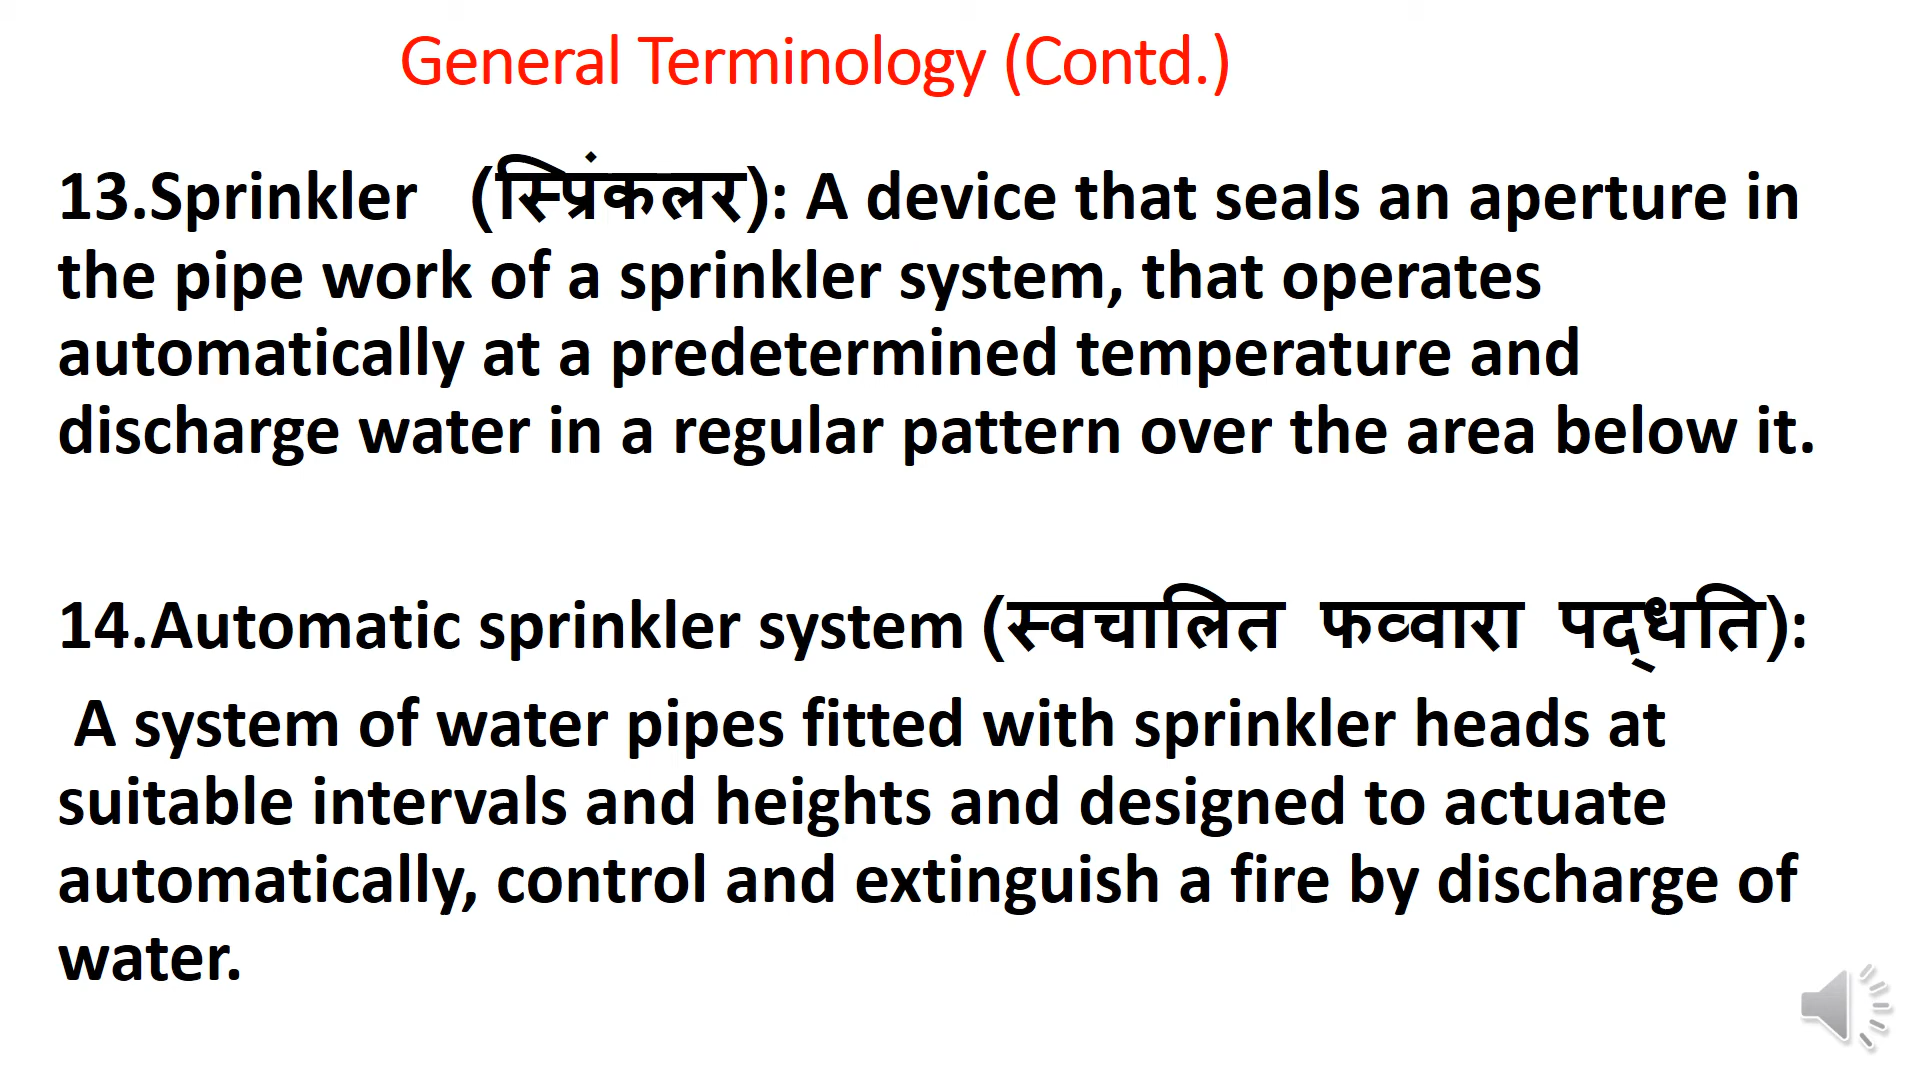 General Terminology (Contd.)
13.Sprinkler (स्प्रिंकलर): A device that seals an aperture in
the pipe work of a sprinkler system, that operates
automatically at a predetermined temperature and
discharge water in a regular pattern over the area below it.
14.Automatic sprinkler system (स्वचालित फव्वारा पद्‌धति):
A system of water pipes fitted with sprinkler heads at
suitable intervals and heights and designed to actuate
automatically, control and extinguish a fire by discharge of
water.